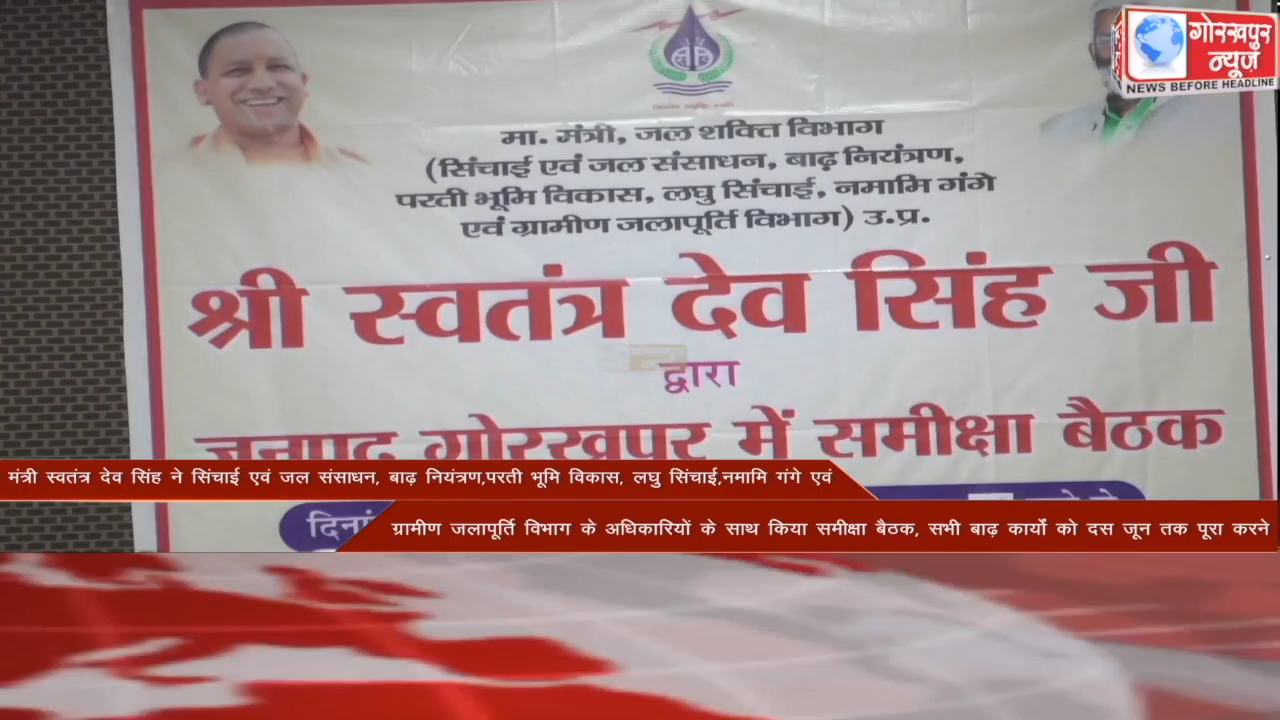 गोरखपुर
न्यूज़
NEWS BEFORE HEADLINE
मा. मंत्री, जल शक्ति विभाग
(सिंचाई एवं जल संसाधन, बाढ़ नियंत्रण,
परती भूमि विकास, लघु सिंचाई, नमामि गंगे
एवं ग्रामीण जलापूर्ति विभाग) उ.प्र.
श्री स्वतंत्र देव सिंह जी
द्वारा
जनपद गोरखपुर में समीक्षा बैठक
मंत्री स्वतंत्र देव सिंह ने सिंचाई एवं जल संसाधन, बाढ़ नियंत्रण,परती भूमि विकास, लघु सिंचाई,नमामि गंगे एवं
ग्रामीण जलापूर्ति विभाग के अधिकारियों के साथ किया समीक्षा बैठक, सभी बाढ़ कार्यों को दस जून तक पूरा करने